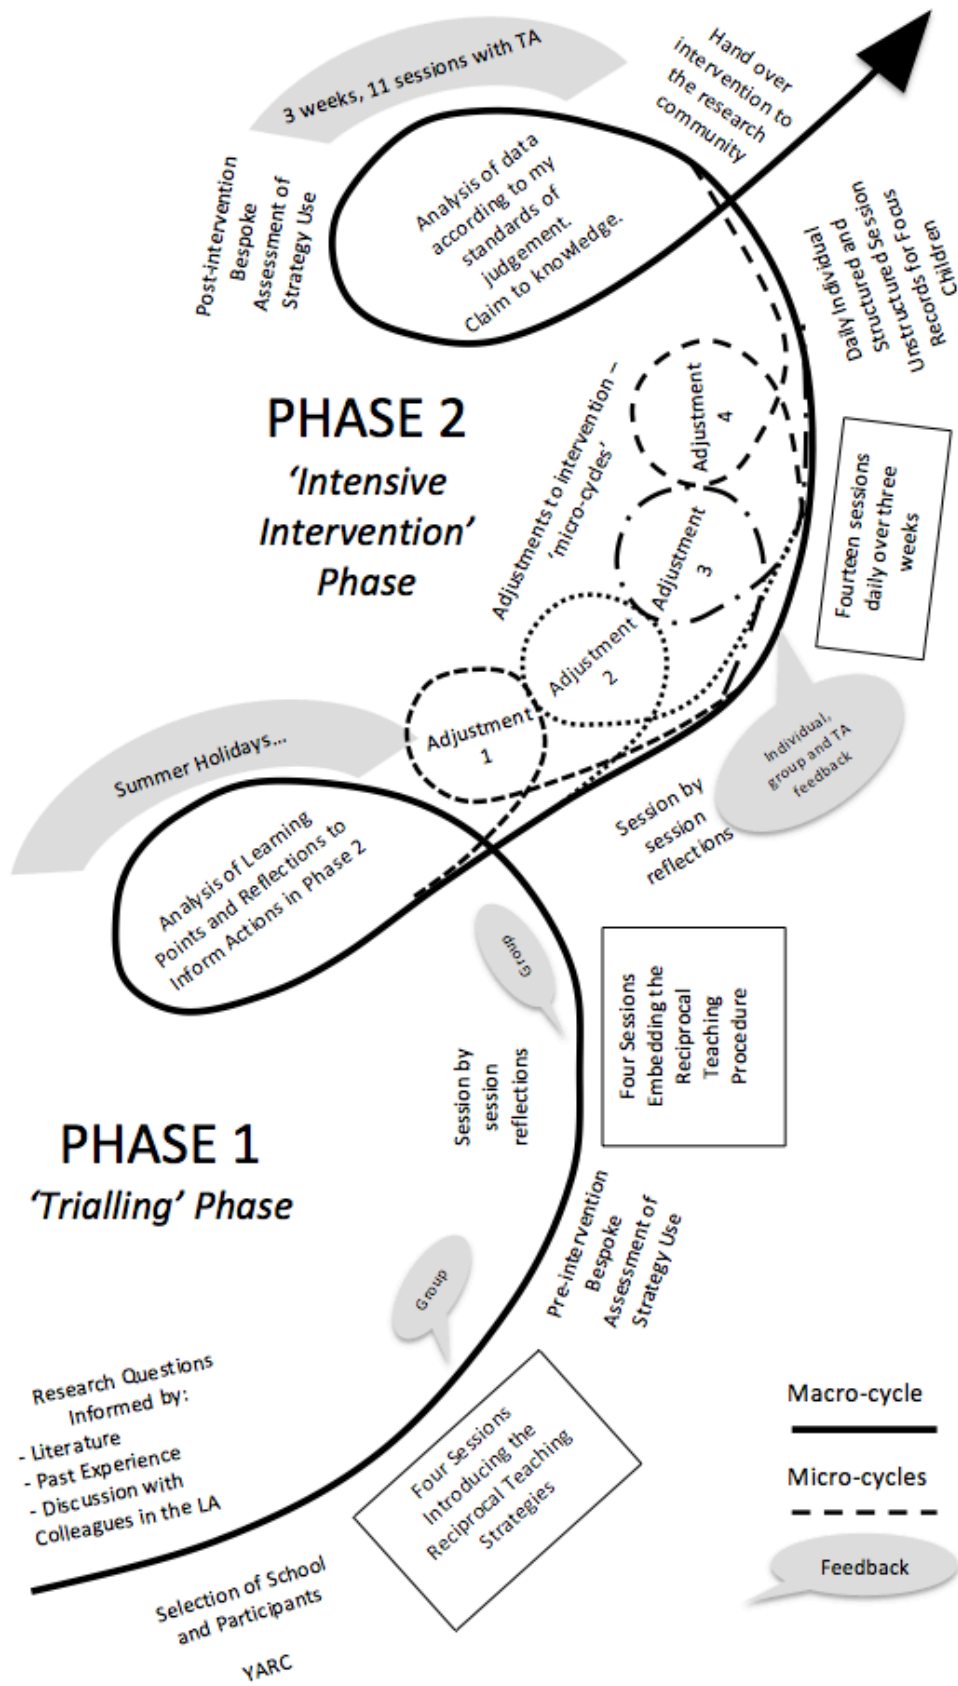 3 weeks, 11 sessions with TA
Hand over
intervention to
the research
community
Post-intervention
Bespoke
Assessment of
Strategy Use
Analysis of data
according to my
standards of
judgement.
Claim to knowledge.
Daily Individual
Structured and
Unstructured Session
Records for Focus
Children
PHASE 2
‘Intensive
Intervention’
Phase
Adjustments to intervention –
‘micro-cycles’
Adjustment
4
Adjustment
3
Adjustment
2
Adjustment
1
Fourteen sessions
daily over three
weeks
Individual,
group and TA
feedback
Summer Holidays...
Session by
session
reflections
Analysis of Learning
Points and Reflections to
Inform Actions in Phase 2
Group
Four Sessions
Embedding the
Reciprocal
Teaching
Procedure
Session by
session
reflections
PHASE 1
‘Trialling’ Phase
Pre-intervention
Bespoke
Assessment of
Strategy Use
Group
Research Questions
Informed by:
- Literature
- Past Experience
- Discussion with
Colleagues in the LA
Four Sessions
Introducing the
Reciprocal Teaching
Strategies
Selection of School
and Participants
YARC
Macro-cycle
Micro-cycles
Feedback